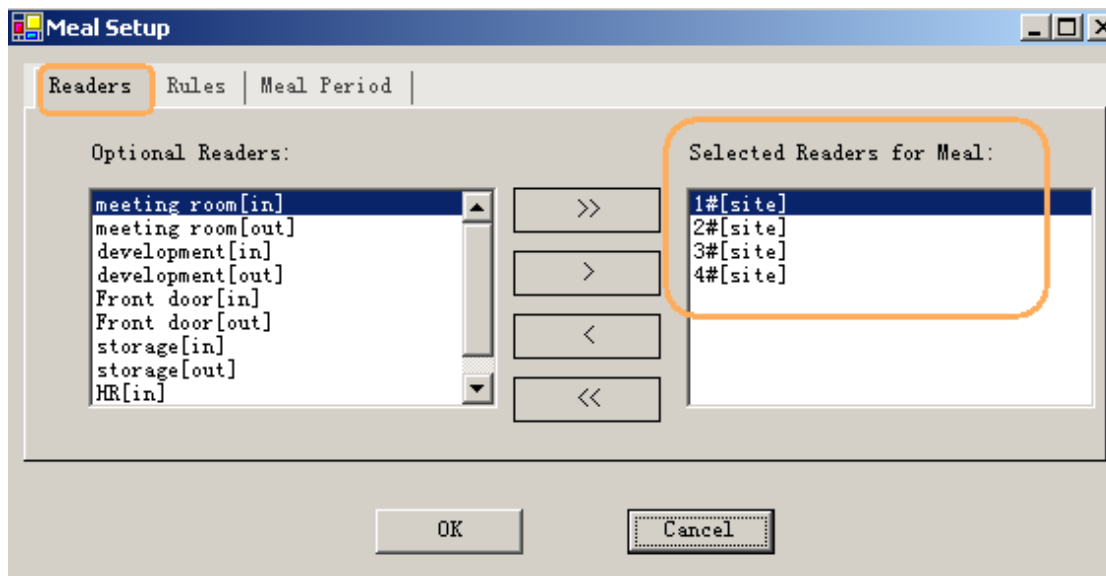 Meal Setup
Readers Rules Meal Period
Optional Readers:
meeting room[in]
meeting room[out]
development[in]
development[out]
Front door[in]
Front door[out]
storage[in]
storage[out]
HR[in]
>>
>
<
<<
Selected Readers for Meal:
1#[site]
2#[site]
3#[site]
4#[site]
OK
Cancel